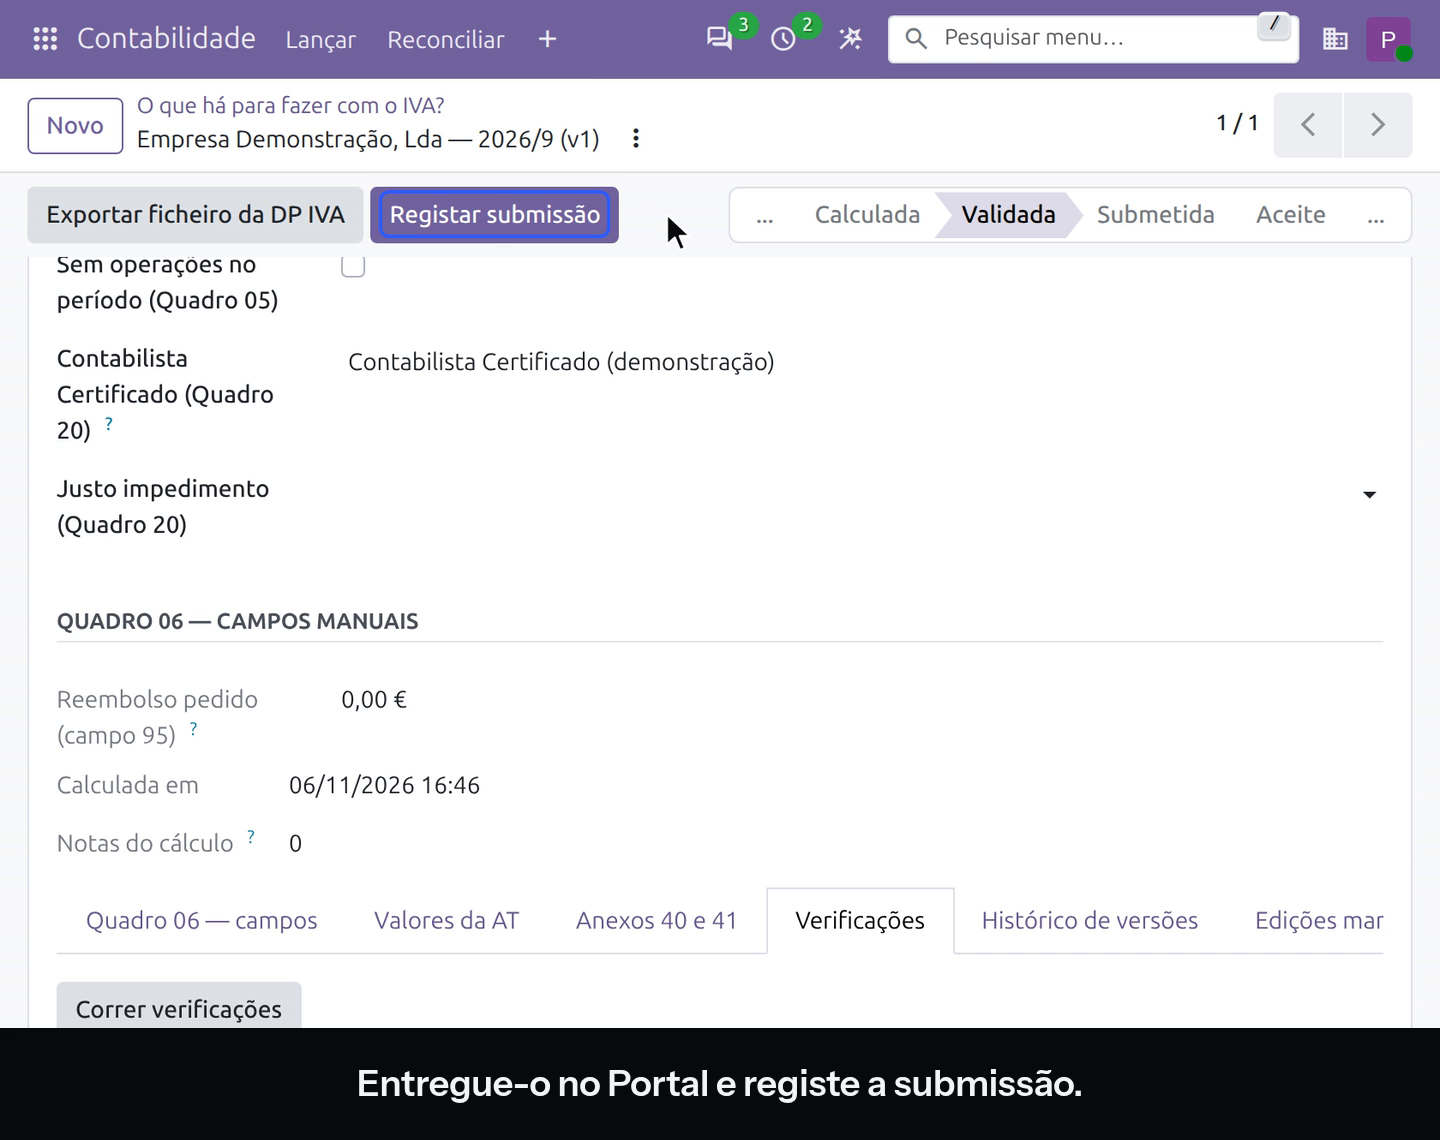 Contabilidade Lançar Reconciliar + 3 2 Pesquisar menu... / P
Novo
O que há para fazer com o IVA?
Empresa Demonstração, Lda — 2026/9 (v1)
1 / 1
Exportar ficheiro da DP IVA Registar submissão ... Calculada Validada Submetida Aceite ...
Sem operações no
período (Quadro 05)
Contabilista
Certificado (Quadro
20) ?
Contabilista Certificado (demonstração)
Justo impedimento
(Quadro 20)
QUADRO 06 — CAMPOS MANUAIS
Reembolso pedido
(campo 95) ?
0,00 €
Calculada em 06/11/2026 16:46
Notas do cálculo ? 0
Quadro 06 — campos Valores da AT Anexos 40 e 41 Verificações Histórico de versões Edições mar
Correr verificações
Entregue-o no Portal e registe a submissão.